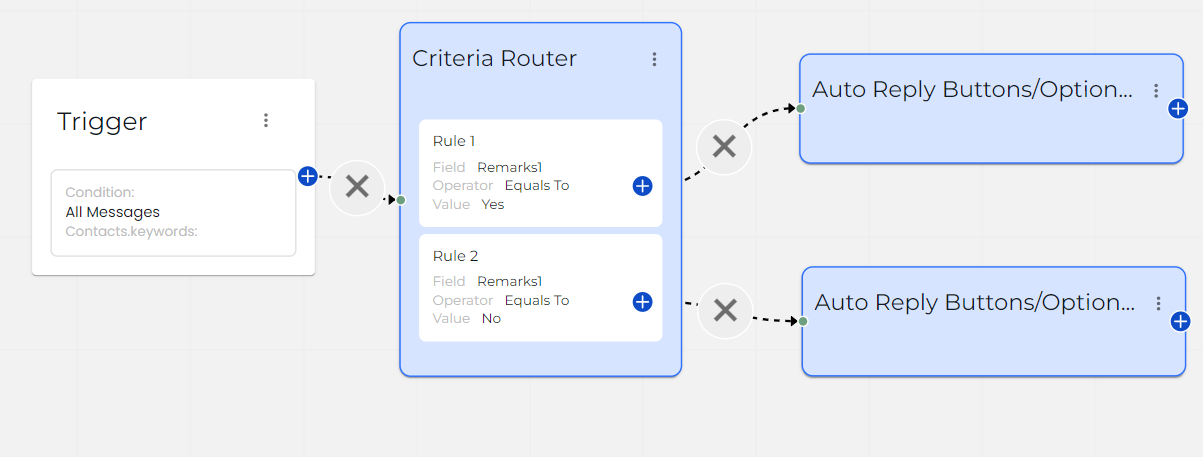 Trigger
Condition:
All Messages
Contacts.keywords:
Criteria Router
Rule 1
Field Remarks1
Operator Equals To
Value Yes
Rule 2
Field Remarks1
Operator Equals To
Value No
Auto Reply Buttons/Option...
Auto Reply Buttons/Option...